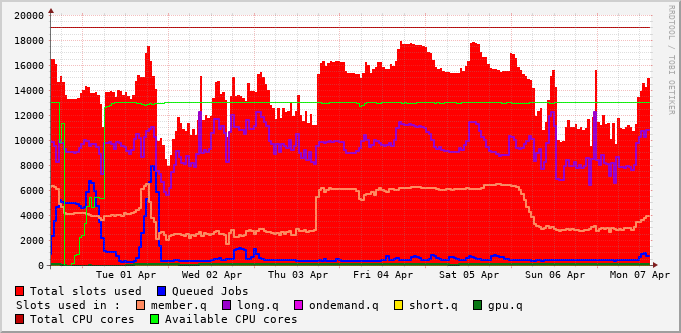 20000
18000
16000
14000
12000
10000
8000
6000
4000
2000
0
Tue 01 Apr Wed 02 Apr Thu 03 Apr Fri 04 Apr Sat 05 Apr Sun 06 Apr Mon 07 Apr
Total slots used Queued Jobs
Slots used in : member.q long.q ondemand.q short.q gpu.q
Total CPU cores Available CPU cores
RRDTOOL / TOBI OETIKER